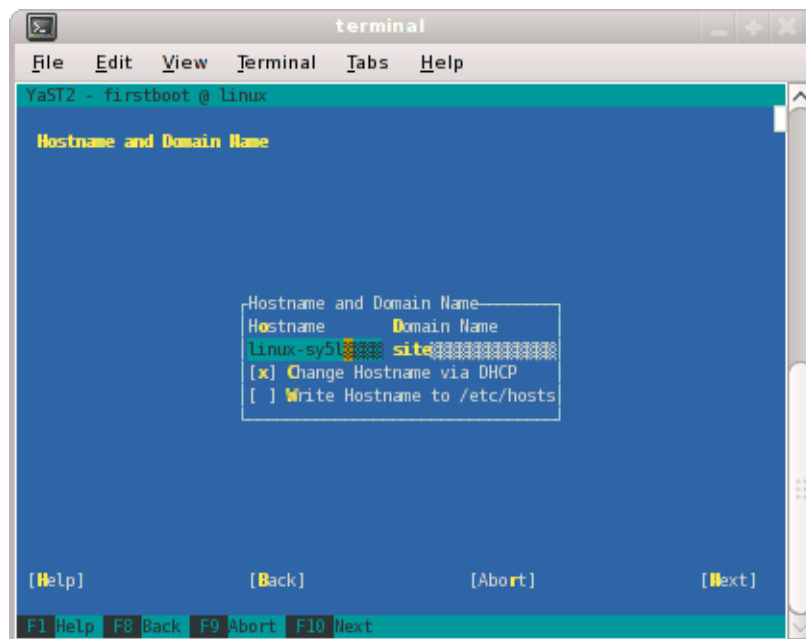 terminal
File Edit View Terminal Tabs Help
YaST2 - firstboot @ linux
Hostname and Domain Name
Hostname and Domain Name
Hostname Domain Name
linux-sy5l site
[x] Change Hostname via DHCP
[ ] Write Hostname to /etc/hosts
[Help] [Back] [Abort] [Next]
F1 Help F8 Back F9 Abort F10 Next